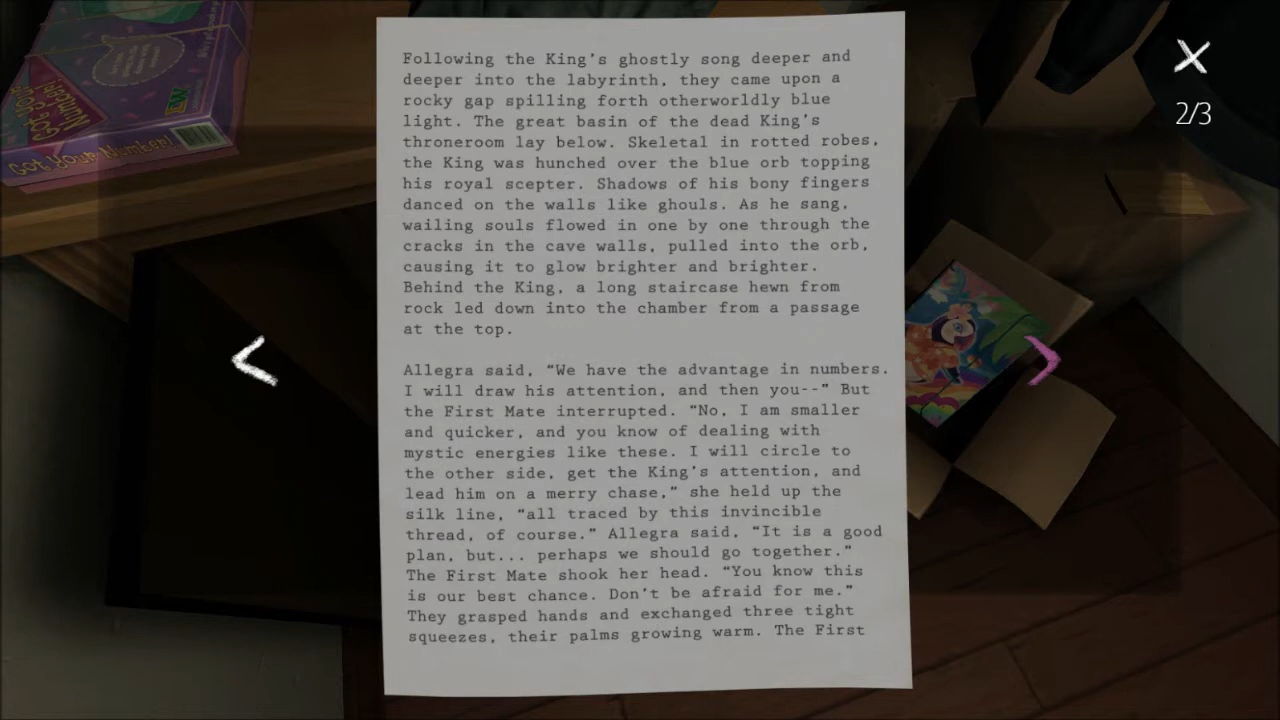 Following the King's ghostly song deeper and
deeper into the labyrinth, they came upon a
rocky gap spilling forth otherworldly blue
light. The great basin of the dead King's
throneroom lay below. Skeletal in rotted robes,
the King was hunched over the blue orb topping
his royal scepter. Shadows of his bony fingers
danced on the walls like ghouls. As he sang,
wailing souls flowed in one by one through the
cracks in the cave walls, pulled into the orb,
causing it to glow brighter and brighter.
Behind the King, a long staircase hewn from
rock led down into the chamber from a passage
at the top.
Allegra said, “We have the advantage in numbers.
I will draw his attention, and then you--” But
the First Mate interrupted. “No, I am smaller
and quicker, and you know of dealing with
mystic energies like these. I will circle to
the other side, get the King's attention, and
lead him on a merry chase,” she held up the
silk line, “all traced by this invincible
thread, of course.” Allegra said, “It is a good
plan, but... perhaps we should go together.”
The First Mate shook her head. “You know this
is our best chance. Don't be afraid for me.”
They grasped hands and exchanged three tight
squeezes, their palms growing warm. The First
2/3
Got Your Number!
Got Your Number!
EW